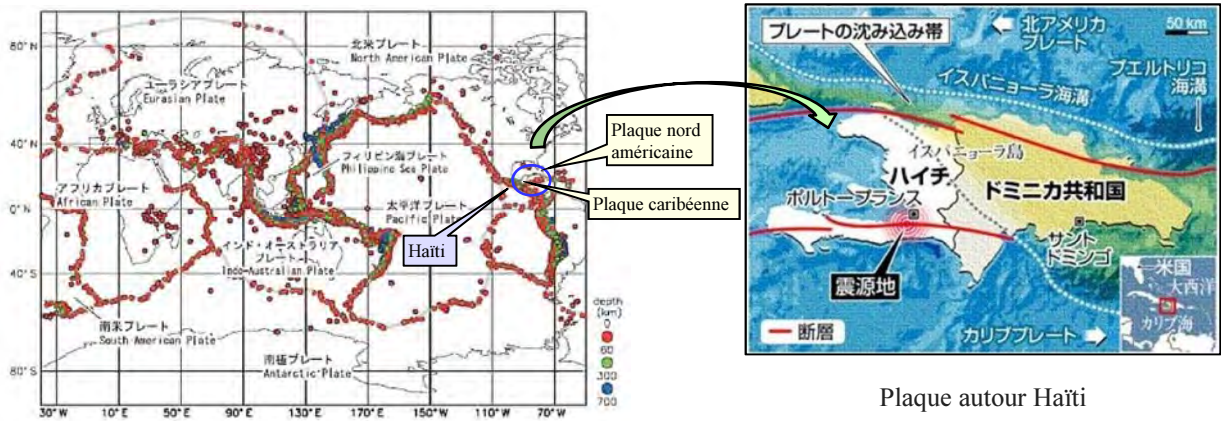 80°N
40°N
0°N
40°S
80°S
30°W
10°E
50°E
90°E
130°E
170°E
150°W
110°W
70°W
北米プレート
North American Plate
ユーラシアプレート
Eurasian Plate
フィリピン海プレート
Philippine Sea Plate
アフリカプレート
African Plate
太平洋プレート
Pacific Plate
インド・オーストラリア
プレート
Indo-Australian Plate
南米プレート
South American Plate
南極プレート
Antarctic Plate
depth
(km)
0
60
300
700
Plaque nord
américaine
Plaque caribéenne
Haïti
50 km
北アメリカ
プレート
プレートの沈み込み帯
イスパニョーラ海溝
プエルトリコ
海溝
イスパニョーラ島
ハイチ
ドミニカ共和国
ポルトープランス
サント
ドミンゴ
震源地
断層
カリブプレート
米国
大西洋
カリブ海
Plaque autour Haïti